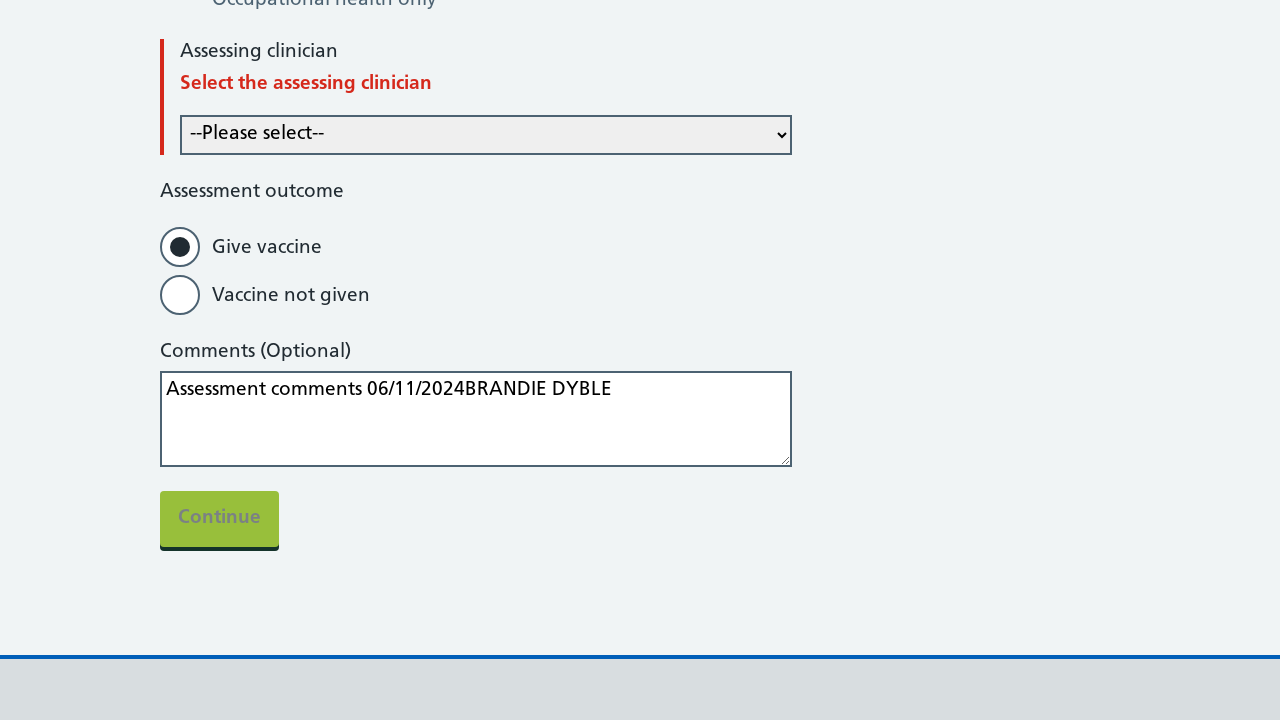 Occupational health only
Assessing clinician
Select the assessing clinician
--Please select--
Assessment outcome
Give vaccine
Vaccine not given
Comments (Optional)
Assessment comments 06/11/2024BRANDIE DYBLE
Continue